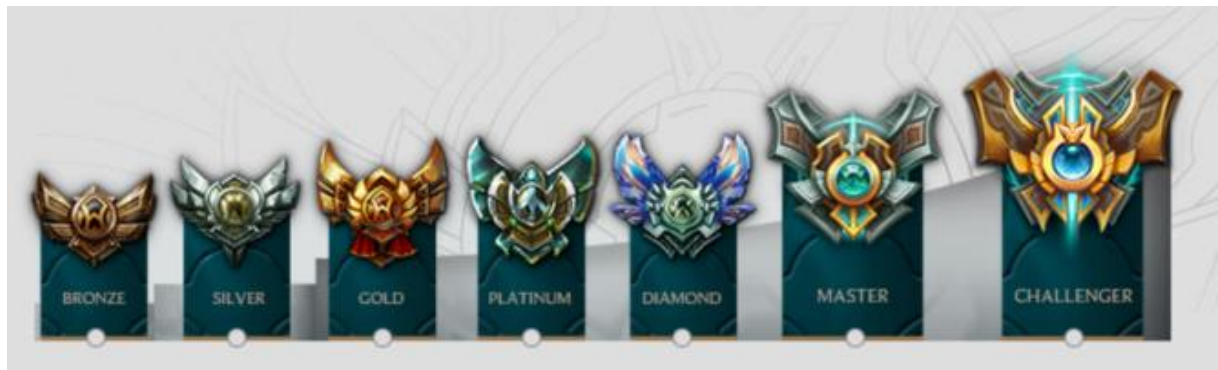 BRONZE
SILVER
GOLD
PLATINUM
DIAMOND
MASTER
CHALLENGER